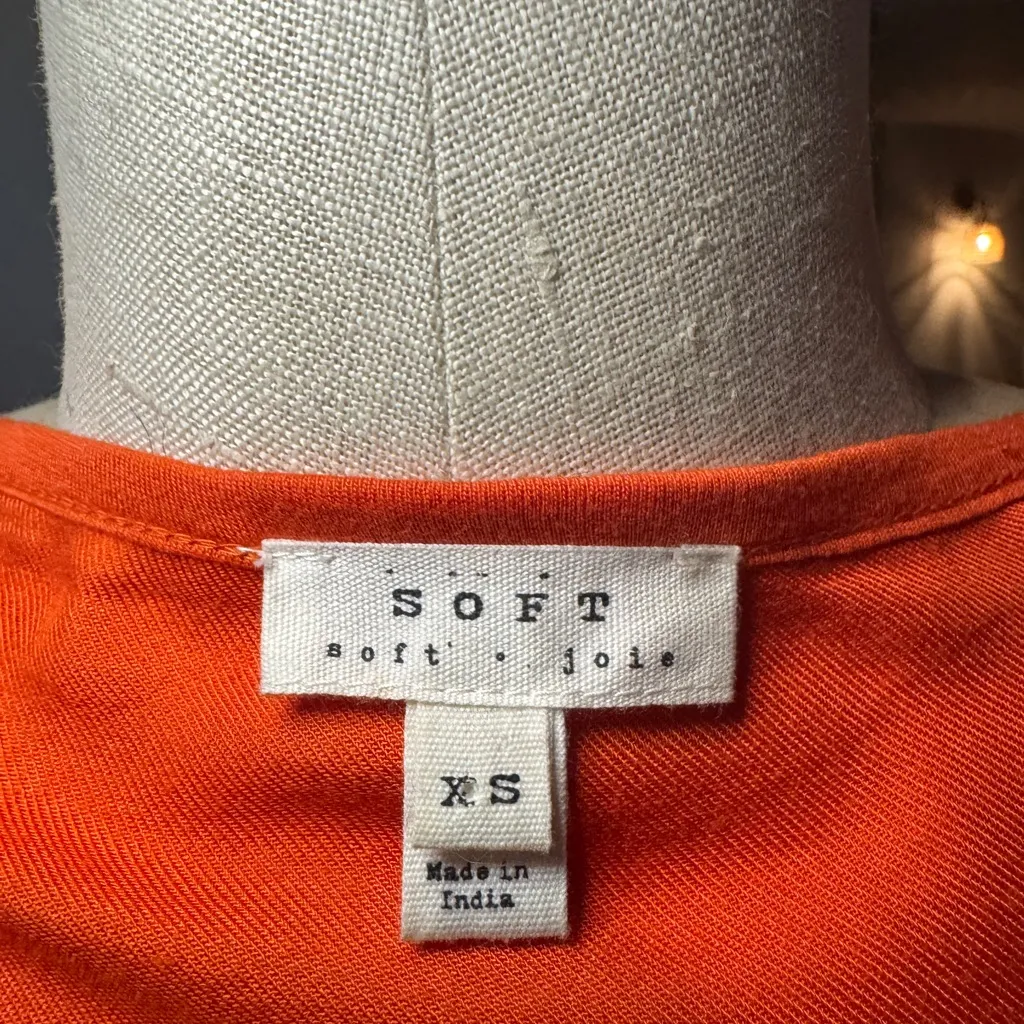 SOFT
soft • joie
XS
Made in
India